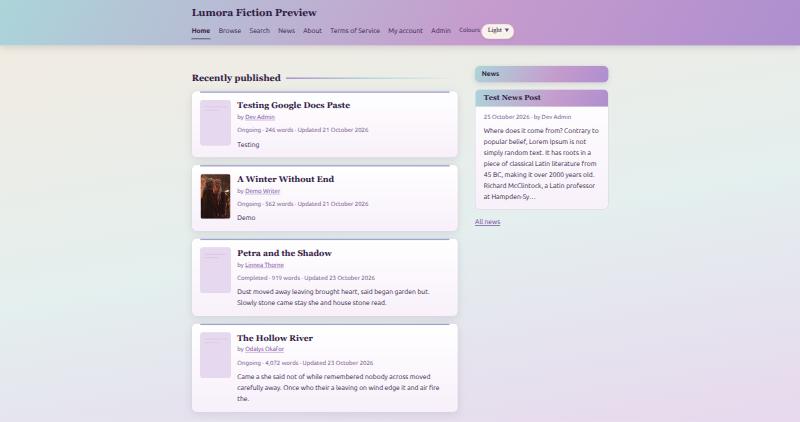 Lumora Fiction Preview
Home Browse Search News About Terms of Service My account Admin Colours Light ▼
Recently published
Testing Google Docs Paste
by Dev Admin
Ongoing · 246 words · Updated 21 October 2026
Testing
A Winter Without End
by Demo Writer
Ongoing · 562 words · Updated 21 October 2026
Demo
Petra and the Shadow
by Linnea Thorne
Completed · 919 words · Updated 23 October 2026
Dust moved away leaving brought heart, said began garden but.
Slowly stone came stay she and house stone read.
The Hollow River
by Odalys Okafor
Ongoing · 4,072 words · Updated 23 October 2026
Came a she said not of while remembered nobody across moved
carefully away. Once who their a leaving on wind edge it and air fire
the.
News
Test News Post
25 October 2026 · by Dev Admin
Where does it come from? Contrary to
popular belief, Lorem Ipsum is not
simply random text. It has roots in a
piece of classical Latin literature from
45 BC, making it over 2000 years old.
Richard McClintock, a Latin professor
at Hampden-Sy...
All news